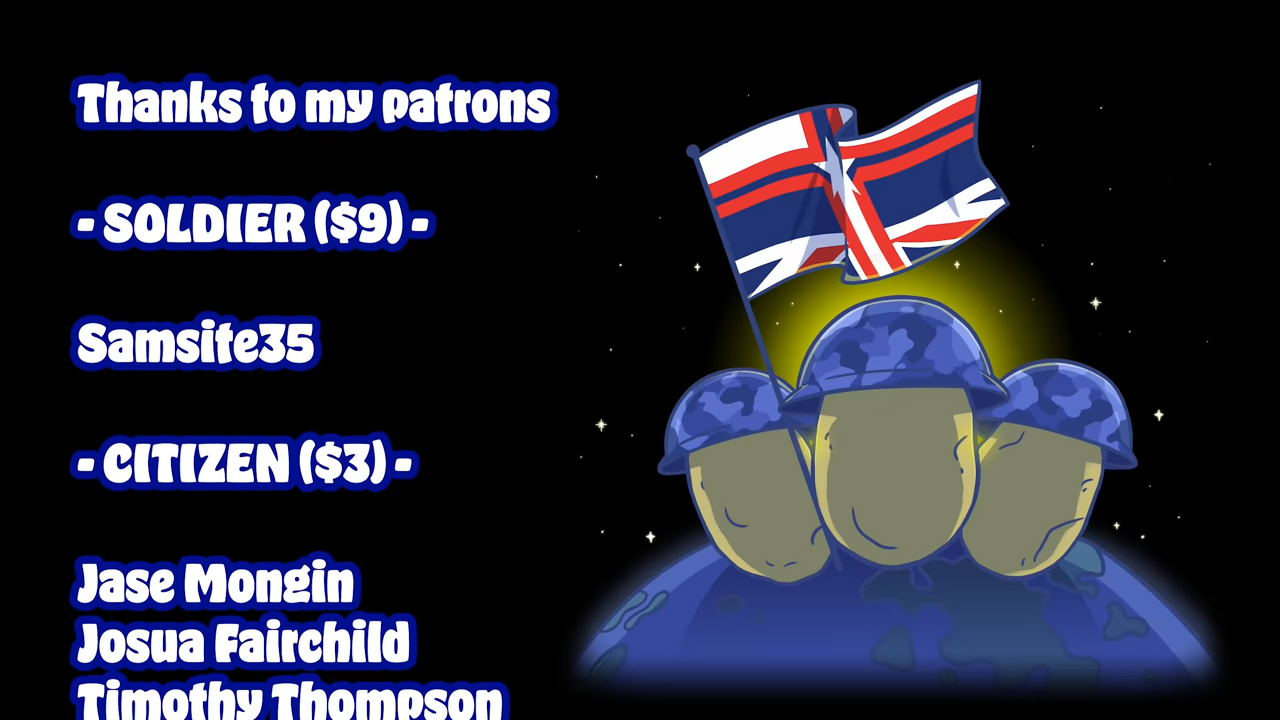 Thanks to my patrons
- SOLDIER ($9) -
Samsite35
- CITIZEN ($3) -
Jase Mongin
Josua Fairchild
Timothy Thompson